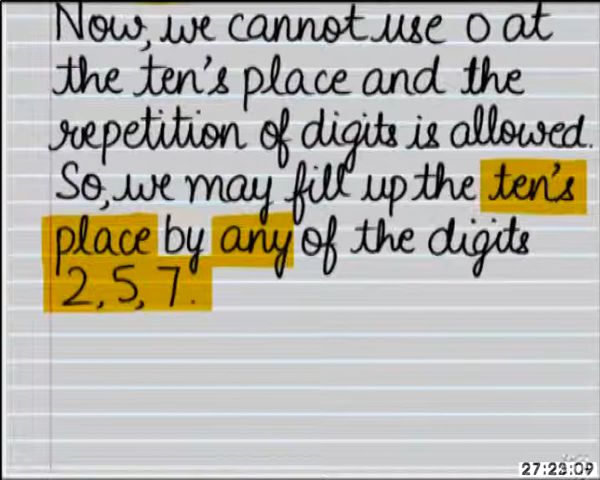 Now, we cannot use 0 at
the ten's place and the
repetition of digits is allowed.
So, we may fill up the ten's
place by any of the digits
2, 5, 7.
27:23:09